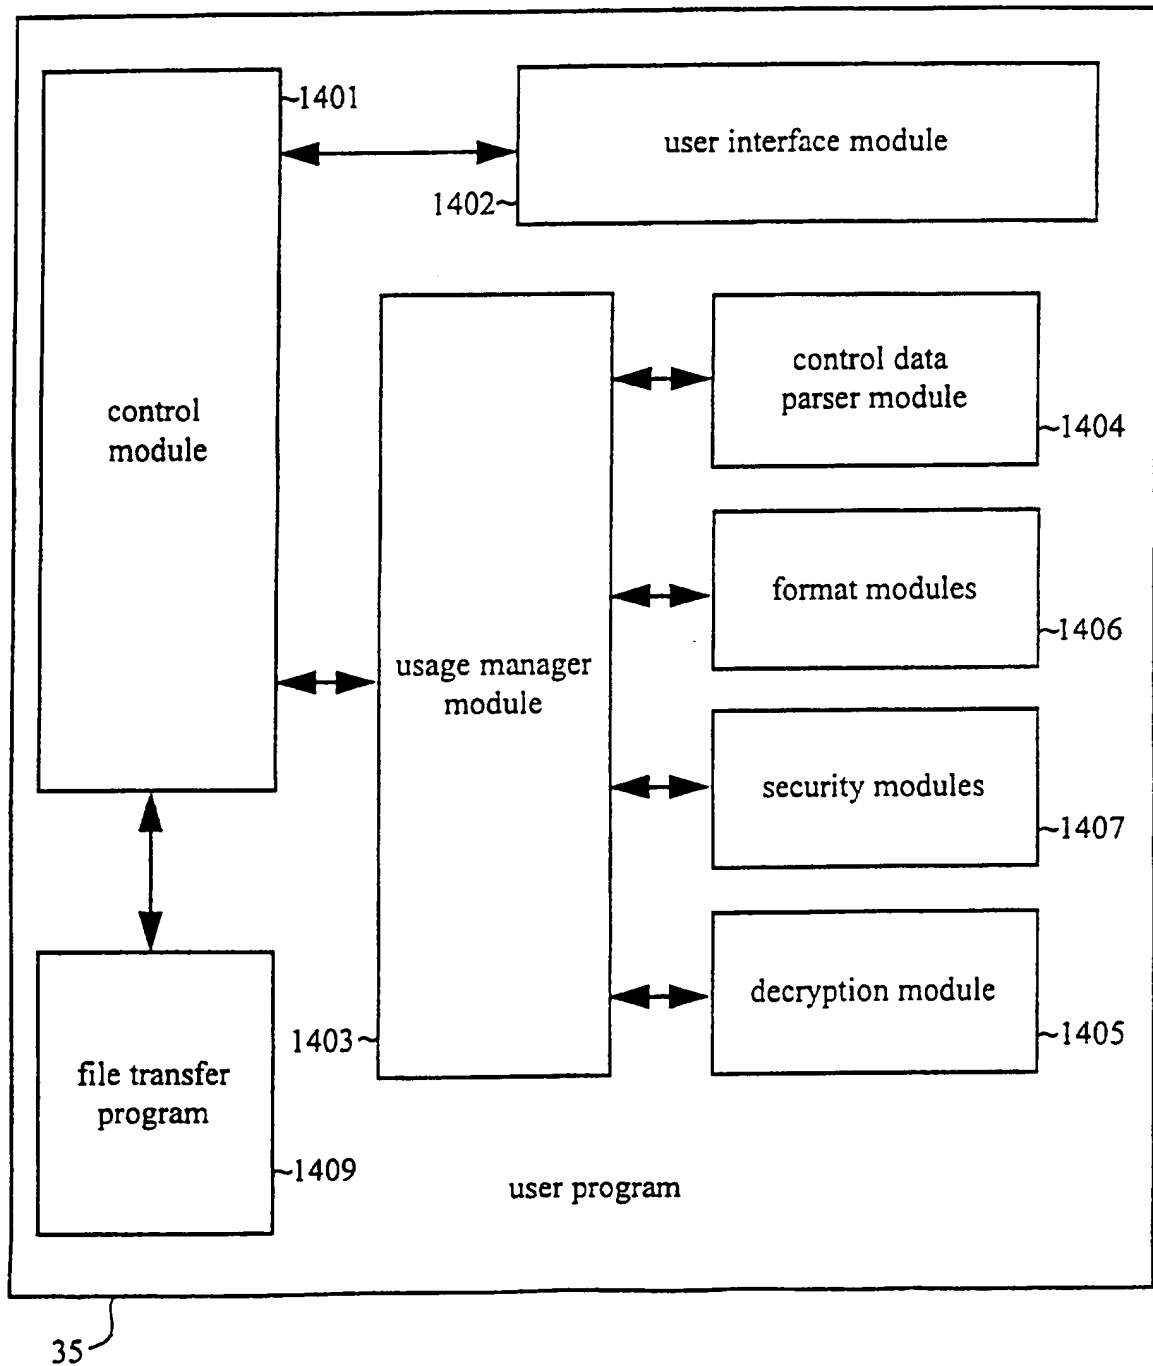 1401
user interface module
1402
control
module
control data
parser module
1404
format modules
1406
usage manager
module
security modules
1407
decryption module
1405
1403
file transfer
program
1409
user program
35